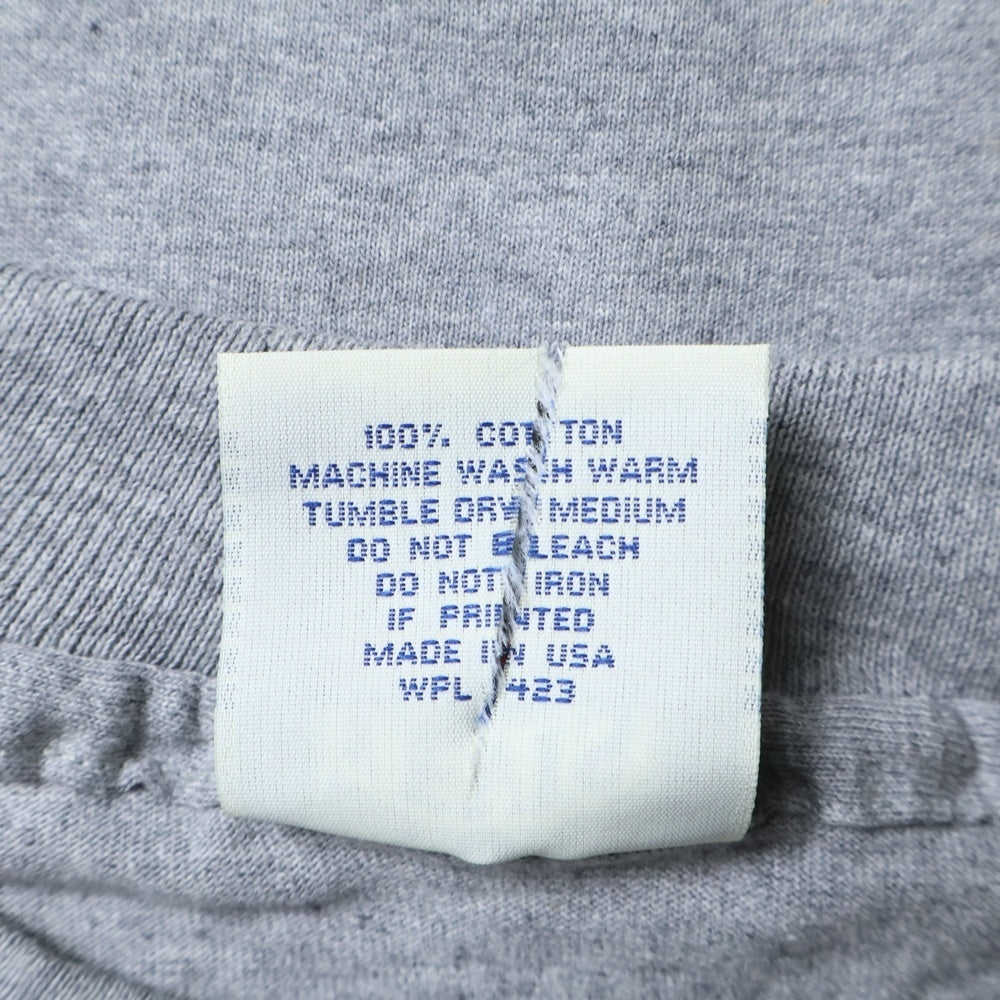 100% COTTON
MACHINE WASH WARM
TUMBLE DRY MEDIUM
DO NOT BLEACH
DO NOT IRON
IF PRINTED
MADE IN USA
WPL